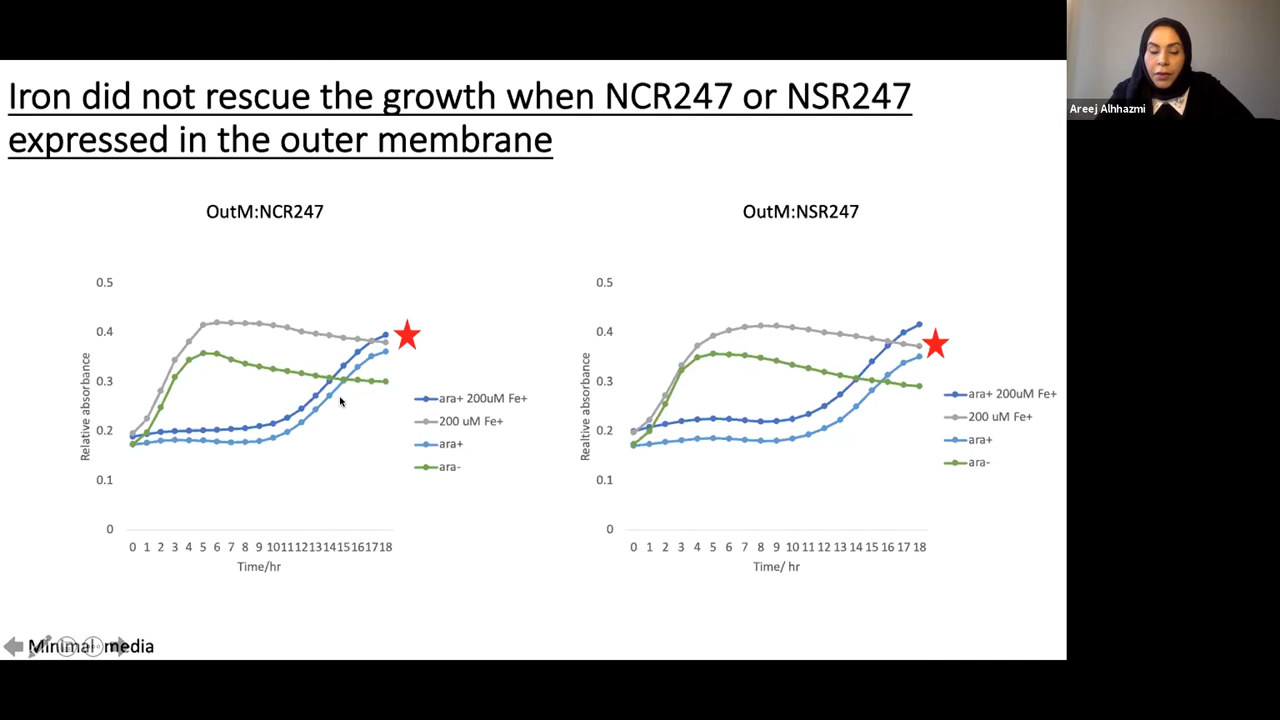 Iron did not rescue the growth when NCR247 or NSR247
expressed in the outer membrane
Areej Alhhazmi
OutM:NCR247
0.5
0.4
0.3
0.2
0.1
0
Relative absorbance
0 1 2 3 4 5 6 7 8 9 10 11 12 13 14 15 16 17 18
Time/hr
ara+ 200uM Fe+
200 uM Fe+
ara+
ara-
OutM:NSR247
0.5
0.4
0.3
0.2
0.1
0
Realtive absorbance
0 1 2 3 4 5 6 7 8 9 10 11 12 13 14 15 16 17 18
Time/ hr
ara+ 200uM Fe+
200 uM Fe+
ara+
ara-
Minimal media